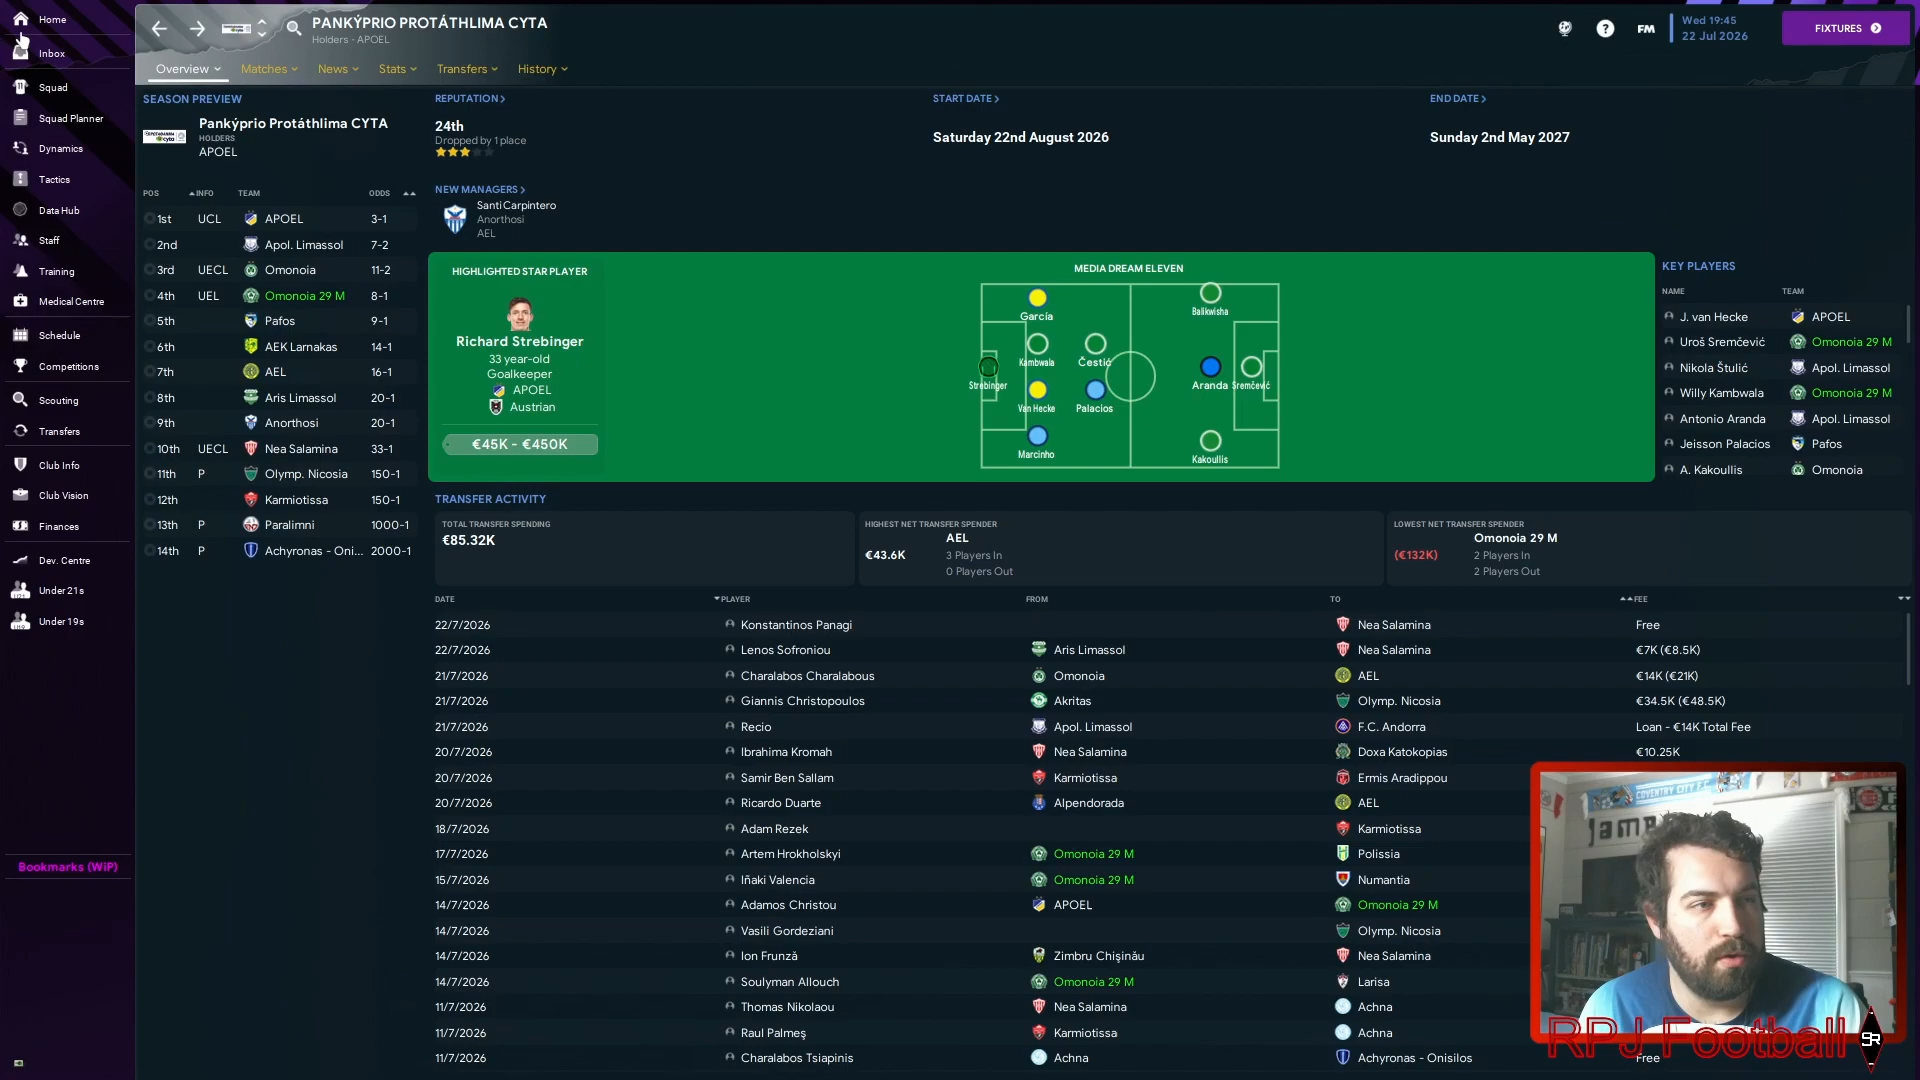 Home
Inbox
Squad
Squad Planner
Dynamics
Tactics
Data Hub
Staff
Training
Medical Centre
Schedule
Competitions
Scouting
Transfers
Club Info
Club Vision
Finances
Dev. Centre
Under 21s
Under 19s
Bookmarks (WiP)
PANKÝPRIO PROTÁTHLIMA CYTA
Holders - APOEL
Wed 19:45
22 Jul 2026
FM
FIXTURES
Overview Matches News Stats Transfers History
SEASON PREVIEW
Pankýprio Protáthlima CYTA
HOLDERS
APOEL
POS INFO TEAM ODDS
1st UCL APOEL 3-1
2nd Apol. Limassol 7-2
3rd UECL Omonoia 11-2
4th UEL Omonoia 29 M 8-1
5th Pafos 9-1
6th AEK Larnakas 14-1
7th AEL 16-1
8th Aris Limassol 20-1
9th Anorthosi 20-1
10th UECL Nea Salamina 33-1
11th P Olymp. Nicosia 150-1
12th Karmiotissa 150-1
13th P Paralimni 1000-1
14th P Achyronas - Oni... 2000-1
REPUTATION
24th
Dropped by 1 place
START DATE
Saturday 22nd August 2026
END DATE
Sunday 2nd May 2027
NEW MANAGERS
Santi Carpintero
Anorthosi
AEL
HIGHLIGHTED STAR PLAYER
Richard Strebinger
33 year-old
Goalkeeper
APOEL
Austrian
€45K - €450K
MEDIA DREAM ELEVEN
García
Balikwisha
Kambwala
Čestić
Strebinger
Aranda
Sremčević
Van Hecke
Palacios
Marcinho
Kakoullis
KEY PLAYERS
NAME TEAM
J. van Hecke APOEL
Uroš Sremčević Omonoia 29 M
Nikola Štulić Apol. Limassol
Willy Kambwala Omonoia 29 M
Antonio Aranda Apol. Limassol
Jeisson Palacios Pafos
A. Kakoullis Omonoia
TRANSFER ACTIVITY
TOTAL TRANSFER SPENDING
€85.32K
HIGHEST NET TRANSFER SPENDER
AEL
€43.6K
3 Players In
0 Players Out
LOWEST NET TRANSFER SPENDER
Omonoia 29 M
(€132K)
2 Players In
2 Players Out
DATE PLAYER FROM TO FEE
22/7/2026 Konstantinos Panagi Nea Salamina Free
22/7/2026 Lenos Sofroniou Aris Limassol Nea Salamina €7K (€8.5K)
21/7/2026 Charalabos Charalabous Omonoia AEL €14K (€21K)
21/7/2026 Giannis Christopoulos Akritas Olymp. Nicosia €34.5K (€48.5K)
21/7/2026 Recio Apol. Limassol F.C. Andorra Loan - €14K Total Fee
20/7/2026 Ibrahima Kromah Nea Salamina Doxa Katokopias €10.25K
20/7/2026 Samir Ben Sallam Karmiotissa Ermis Aradippou
20/7/2026 Ricardo Duarte Alpendorada AEL
18/7/2026 Adam Rezek Karmiotissa
17/7/2026 Artem Hrokholskyi Omonoia 29 M Polissia
15/7/2026 Iñaki Valencia Omonoia 29 M Numantia
14/7/2026 Adamos Christou APOEL Omonoia 29 M
14/7/2026 Vasili Gordeziani Olymp. Nicosia
14/7/2026 Ion Frunză Zimbru Chişinău Nea Salamina
14/7/2026 Soulyman Allouch Omonoia 29 M Larisa
11/7/2026 Thomas Nikolaou Nea Salamina Achna
11/7/2026 Raul Palmeş Karmiotissa Achna
11/7/2026 Charalabos Tsiapinis Achna Achyronas - Onisilos Free
COVENTRY CITY F.C.
RPJ Football